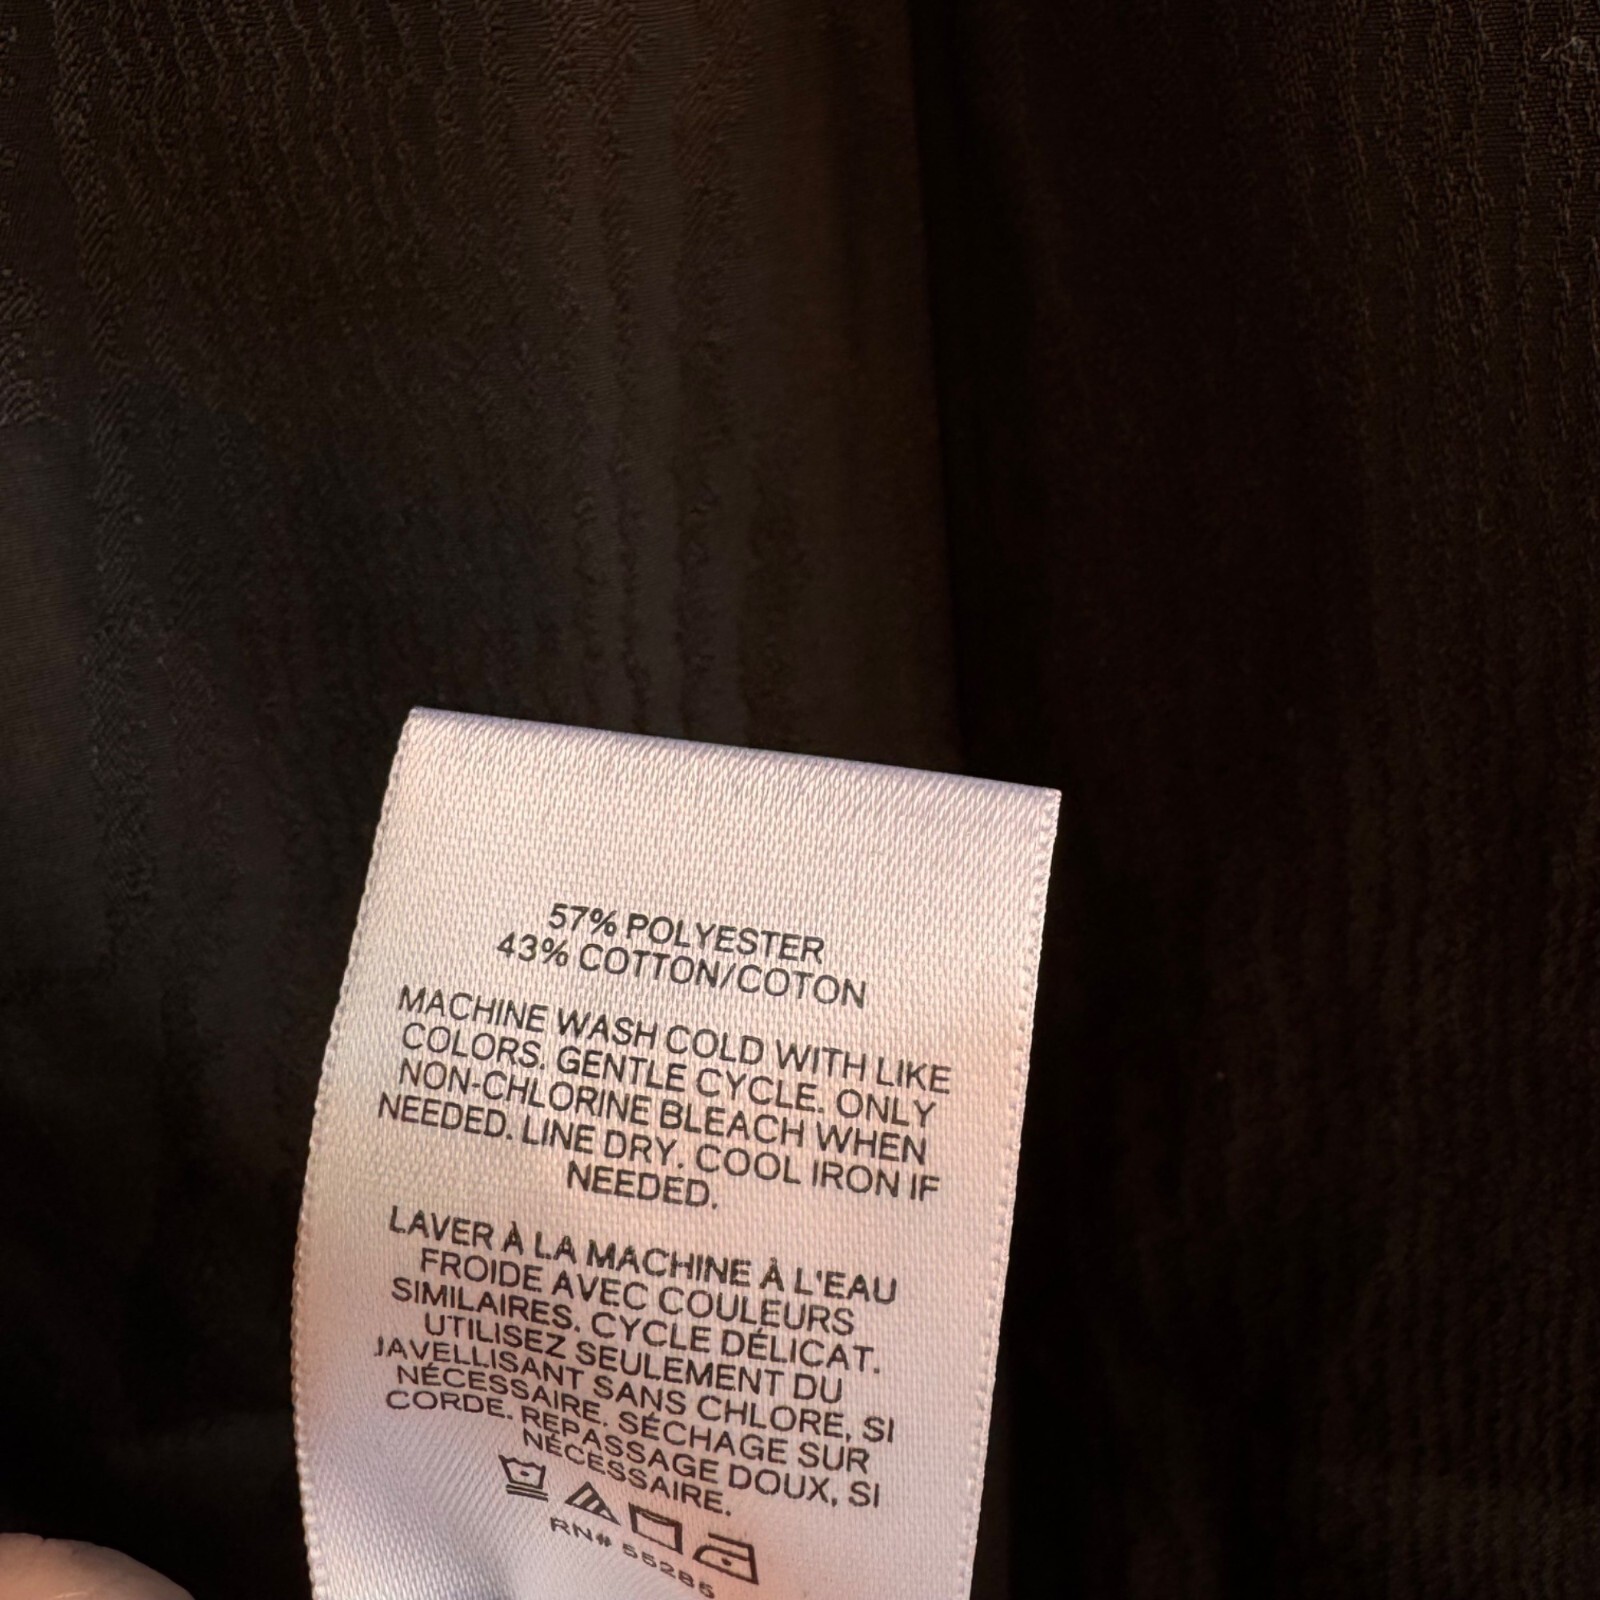 57% POLYESTER
43% COTTON/COTON
MACHINE WASH COLD WITH LIKE
COLORS. GENTLE CYCLE. ONLY
NON-CHLORINE BLEACH WHEN
NEEDED. LINE DRY. COOL IRON IF
NEEDED.
LAVER À LA MACHINE À L'EAU
FROIDE AVEC COULEURS
SIMILAIRES. CYCLE DÉLICAT.
UTILISEZ SEULEMENT DU
JAVELLISANT SANS CHLORE, SI
NÉCESSAIRE. SÉCHAGE SUR
CORDE. REPASSAGE DOUX, SI
NÉCESSAIRE.
RN# 55285